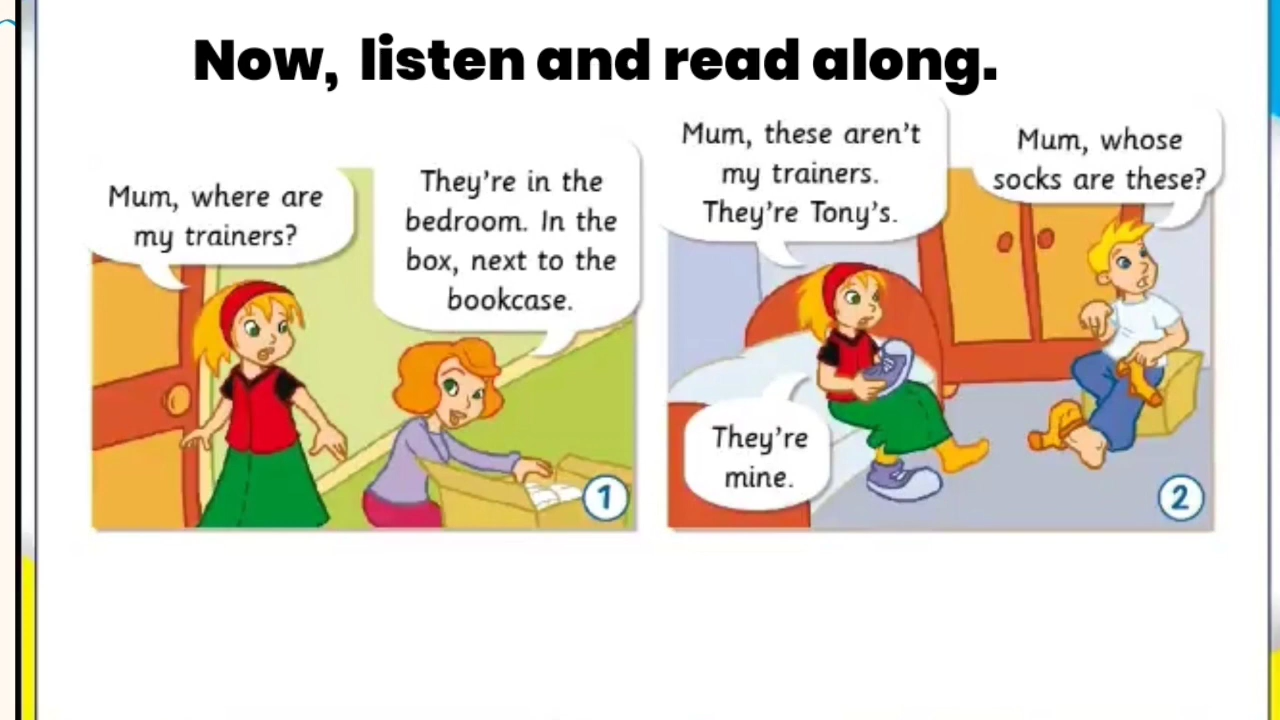 Now, listen and read along.
Mum, where are
my trainers?
They're in the
bedroom. In the
box, next to the
bookcase.
1
Mum, these aren't
my trainers.
They're Tony's.
Mum, whose
socks are these?
They're
mine.
2